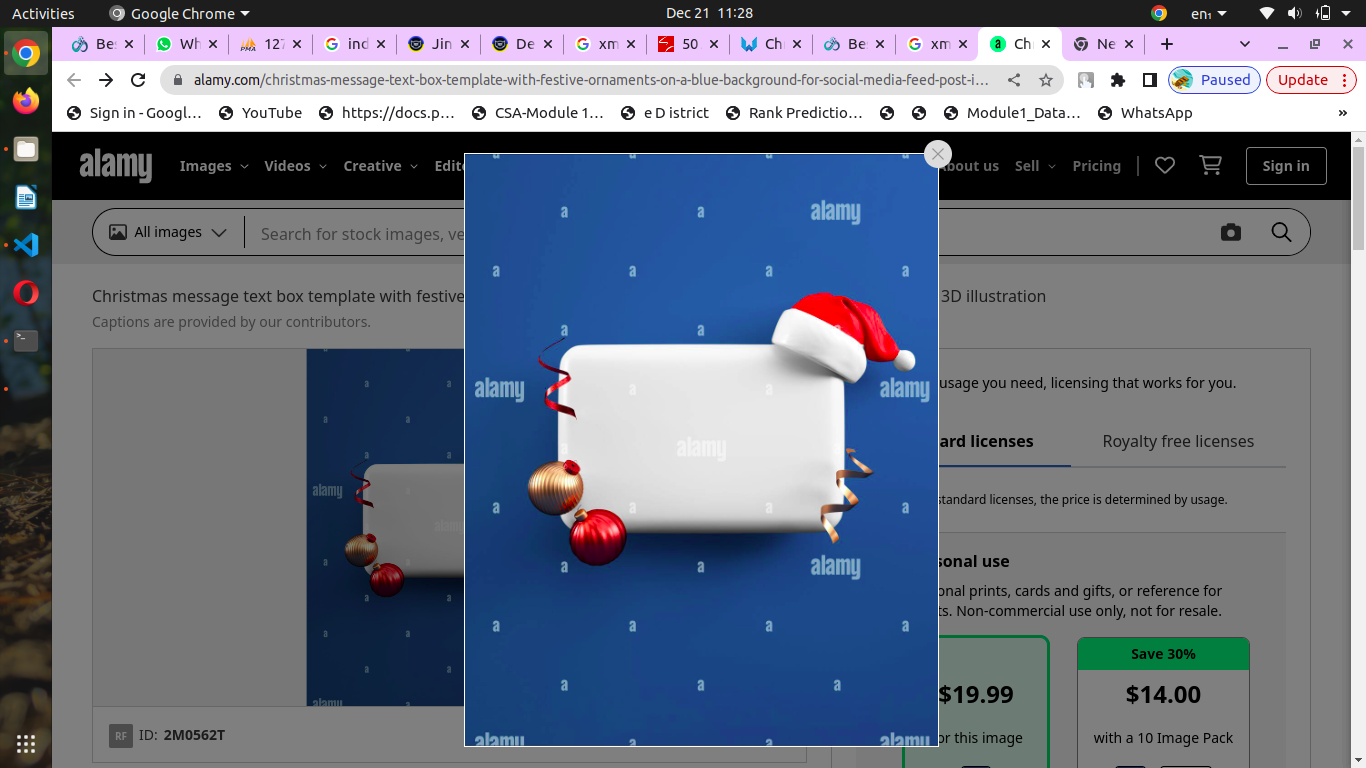 Activities
Google Chrome
Dec 21 11:28
en₁
Be
Wh
127
ind
Jin
De
xm
50
Ch
Be
xm
Ch
Ne
alamy.com/christmas-message-text-box-template-with-festive-ornaments-on-a-blue-background-for-social-media-feed-post-i…
Paused
Update
Sign in - Googl…
YouTube
https://docs.p…
CSA-Module 1…
e D istrict
Rank Predictio…
Module1_Data…
WhatsApp
»
alamy
Images
Videos
Creative
Edito
About us
Sell
Pricing
Sign in
All images
Search for stock images, ve
Christmas message text box template with festive
3D illustration
Captions are provided by our contributors.
usage you need, licensing that works for you.
ard licenses
Royalty free licenses
standard licenses, the price is determined by usage.
sonal use
onal prints, cards and gifts, or reference for
ts. Non-commercial use only, not for resale.
Save 30%
$19.99
$14.00
or this image
with a 10 Image Pack
RF
ID: 2M0562T
a a alamy
a a a a
a a a
alamy a a alamy
a alamy
a a a a
a a alamy
a a a a
a a a
alamy a a alamy